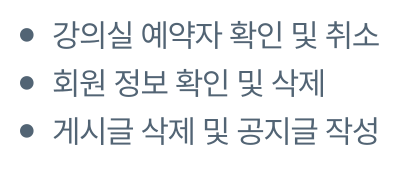 • 강의실 예약자 확인 및 취소
• 회원 정보 확인 및 삭제
• 게시글 삭제 및 공지글 작성